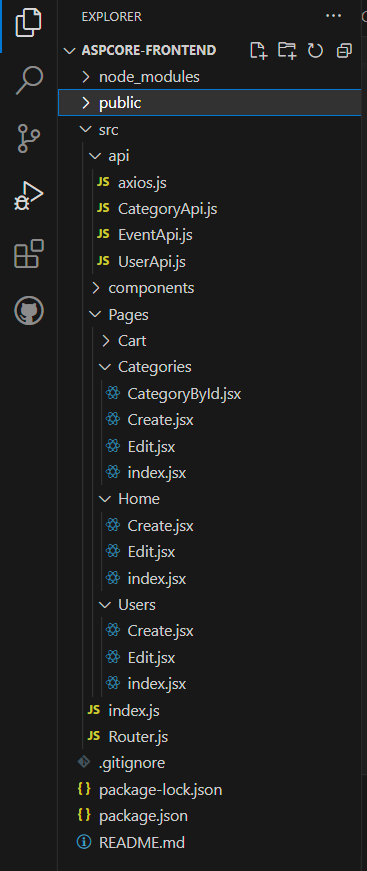 EXPLORER
ASPCORE-FRONTEND
node_modules
public
src
api
JS axios.js
JS CategoryApi.js
JS EventApi.js
JS UserApi.js
components
Pages
Cart
Categories
CategoryById.jsx
Create.jsx
Edit.jsx
index.jsx
Home
Create.jsx
Edit.jsx
index.jsx
Users
Create.jsx
Edit.jsx
index.jsx
JS index.js
JS Router.js
.gitignore
{} package-lock.json
{} package.json
README.md